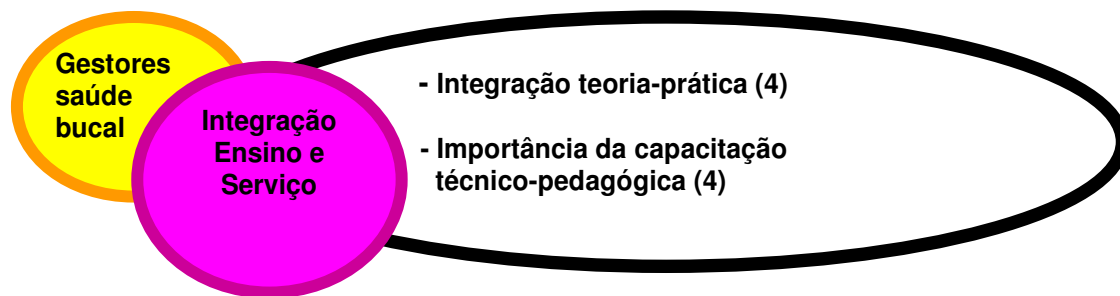 Gestores
saúde
bucal
Integração
Ensino e
Serviço
- Integração teoria-prática (4)
- Importância da capacitação
técnico-pedagógica (4)